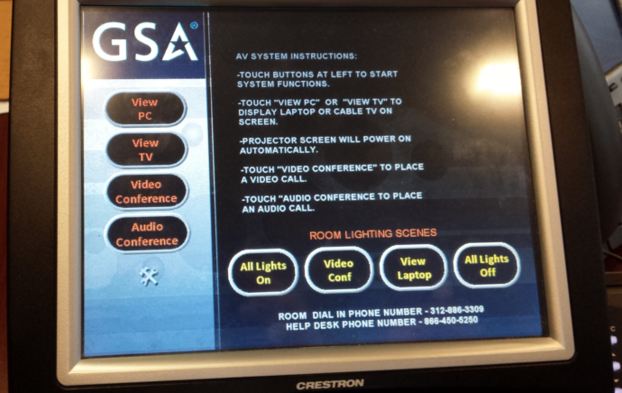 GSA
AV SYSTEM INSTRUCTIONS:
-TOUCH BUTTONS AT LEFT TO START
SYSTEM FUNCTIONS.
-TOUCH "VIEW PC" OR "VIEW TV" TO
DISPLAY LAPTOP OR CABLE TV ON
SCREEN.
-PROJECTOR SCREEN WILL POWER ON
AUTOMATICALLY.
-TOUCH "VIDEO CONFERENCE" TO PLACE
A VIDEO CALL.
-TOUCH "AUDIO CONFERENCE TO PLACE
AN AUDIO CALL.
View
PC
View
TV
Video
Conference
Audio
Conference
ROOM LIGHTING SCENES
All Lights
On
Video
Conf
View
Laptop
All Lights
Off
ROOM DIAL IN PHONE NUMBER - 312-886-3309
HELP DESK PHONE NUMBER - 866-450-5250
CRESTRON